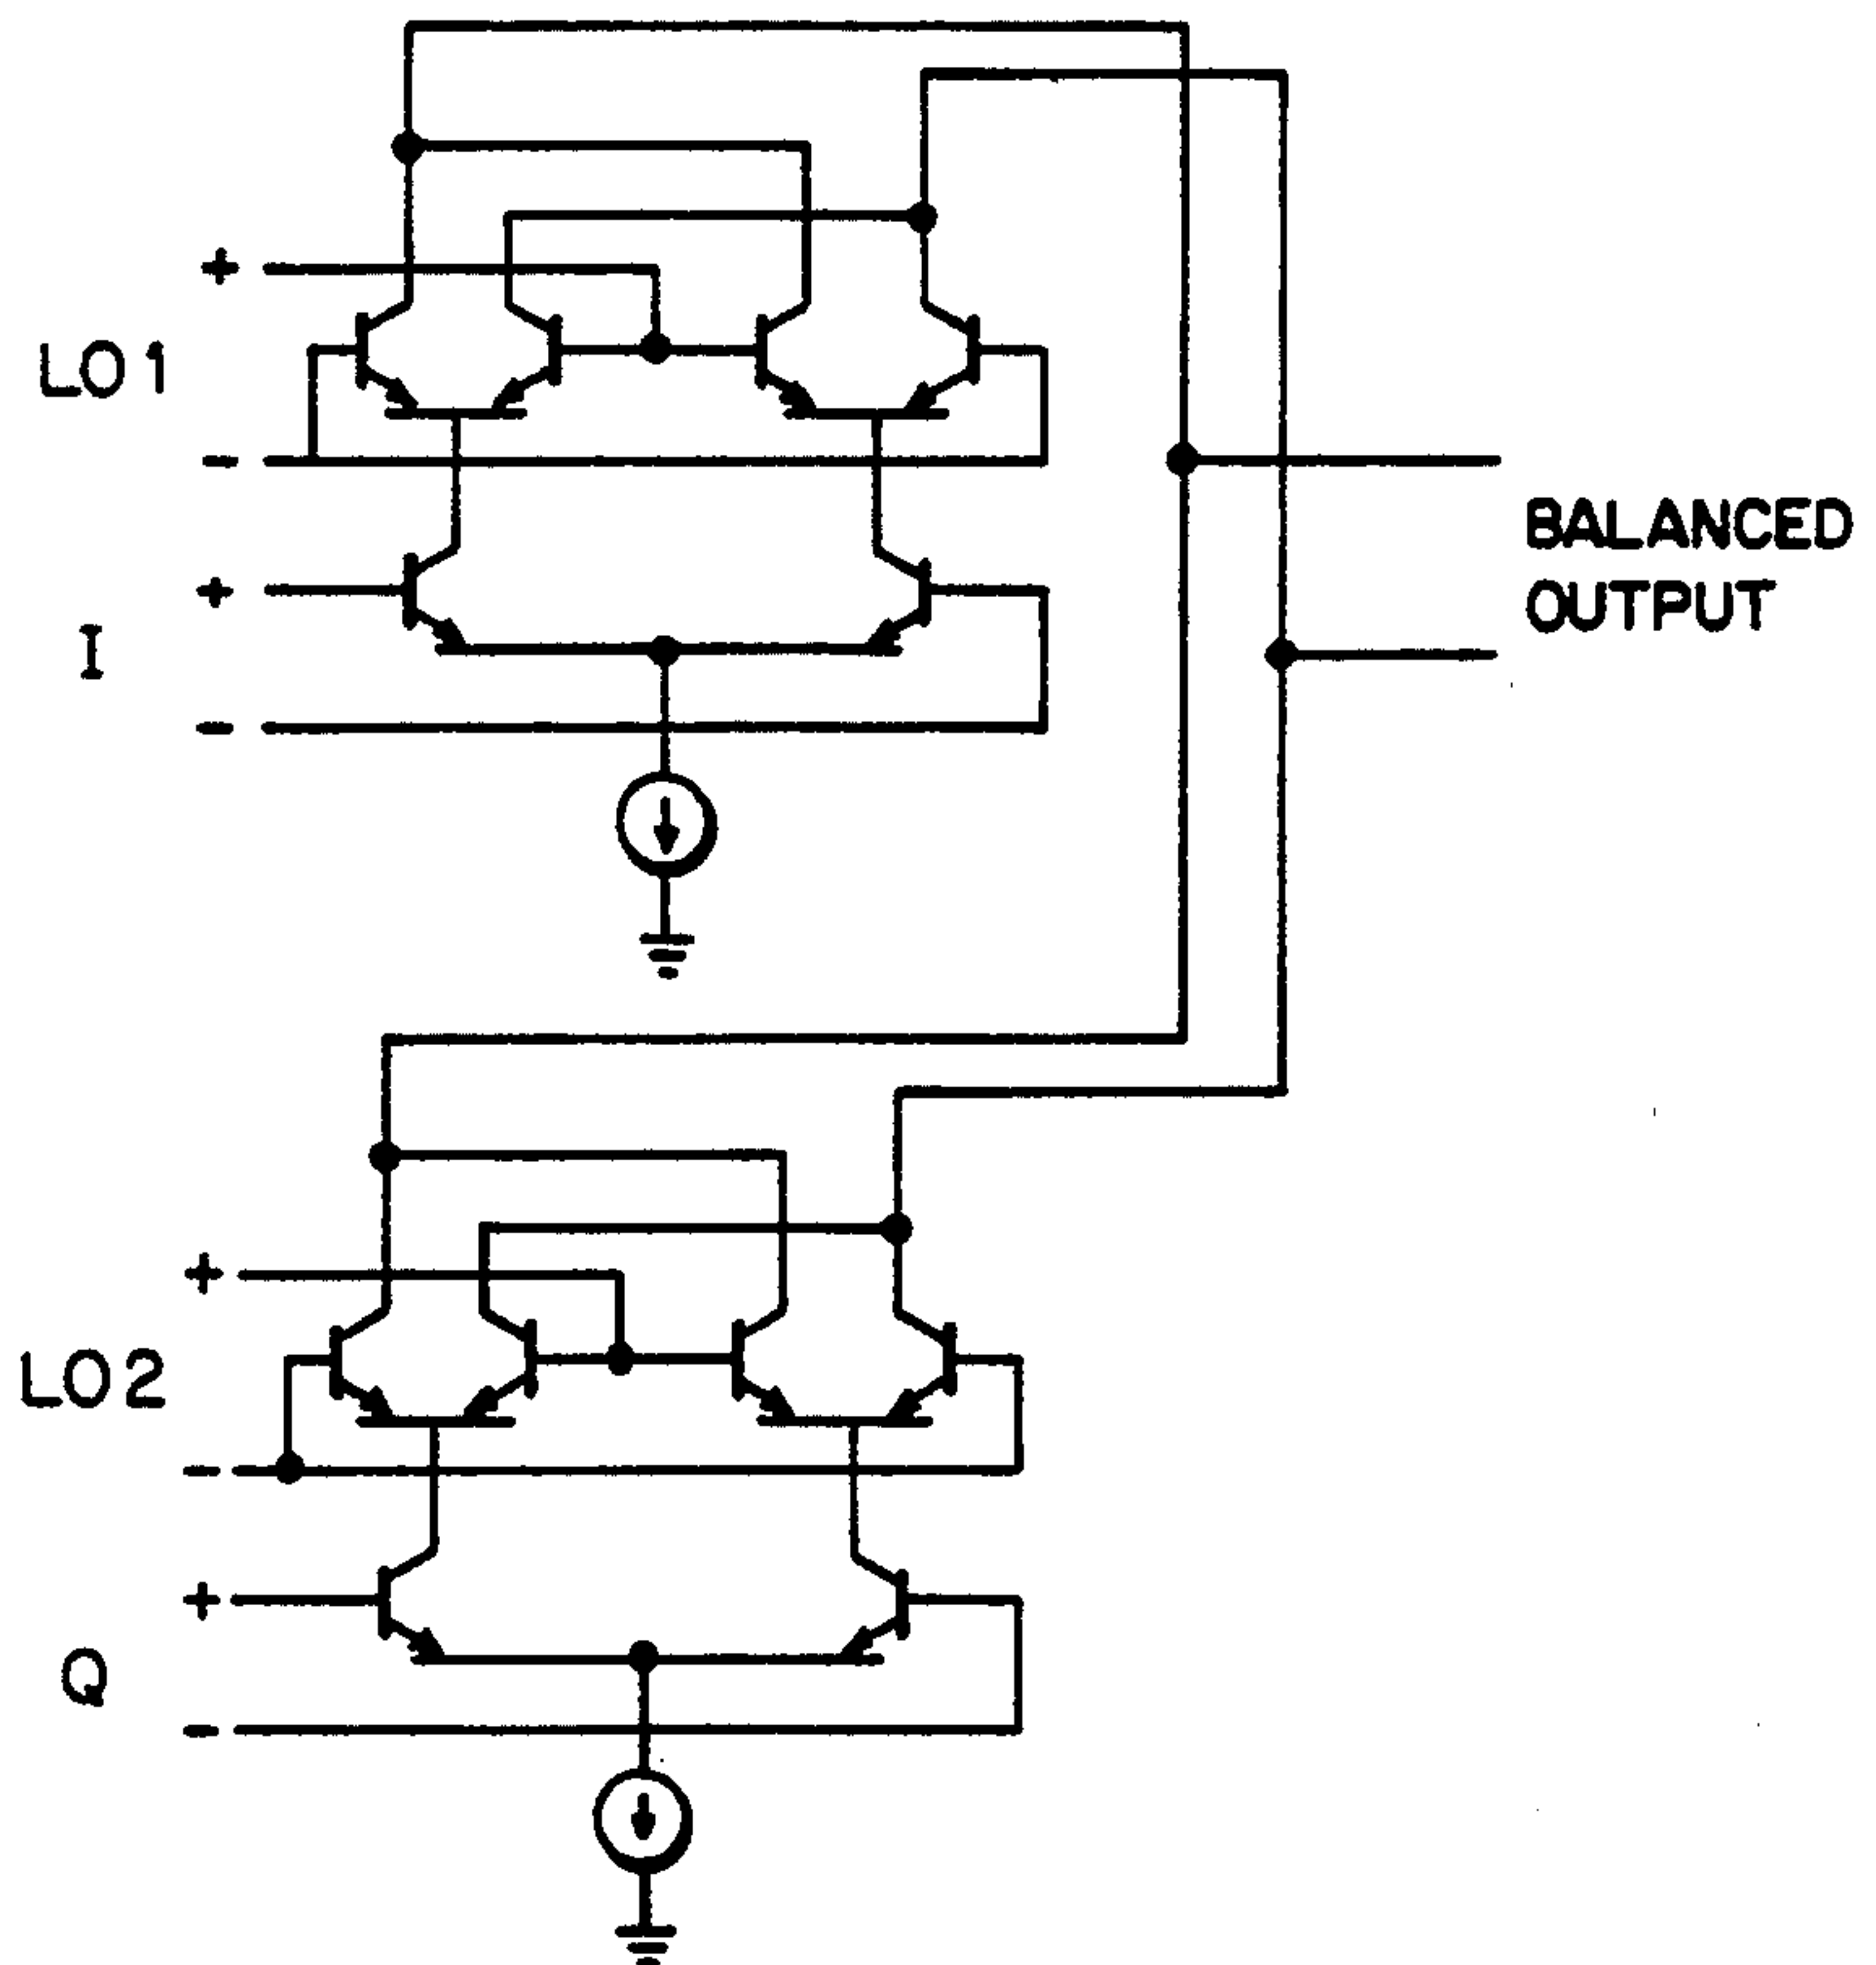 +
LO1
-
+
I
-
BALANCED
OUTPUT
+
LO2
-
+
Q
-